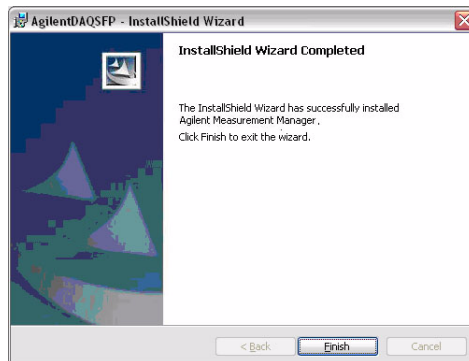 AgilentDAQSFP - InstallShield Wizard
InstallShield Wizard Completed
The InstallShield Wizard has successfully installed
Agilent Measurement Manager.
Click Finish to exit the wizard.
< Back
Finish
Cancel